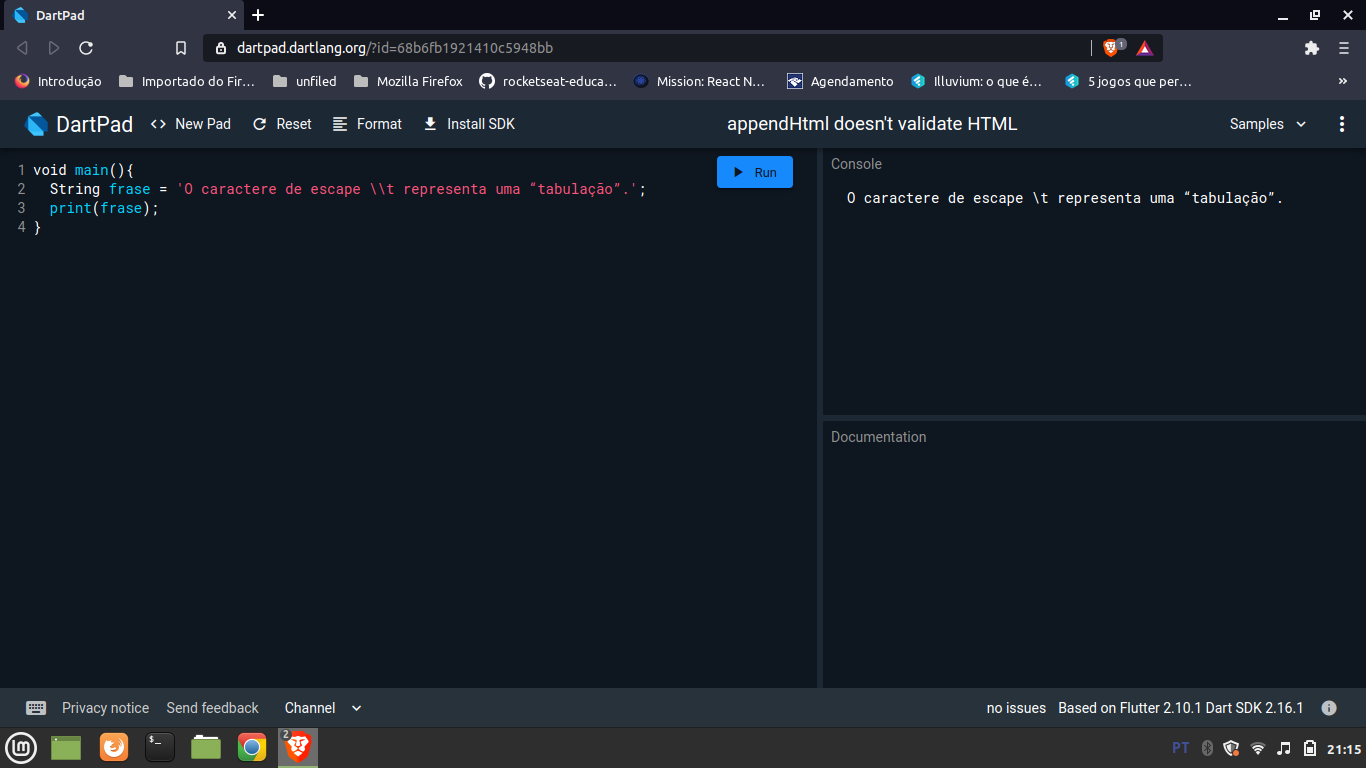 DartPad
dartpad.dartlang.org/?id=68b6fb1921410c5948bb
1
Introdução
Importado do Fir...
unfiled
Mozilla Firefox
rocketseat-educa...
Mission: React N...
Agendamento
Illuvium: o que é...
5 jogos que per...
»
DartPad
<> New Pad
Reset
Format
Install SDK
appendHtml doesn't validate HTML
Samples
1 void main(){
2   String frase = 'O caractere de escape \\t representa uma “tabulação”.';
3   print(frase);
4 }
Run
Console
O caractere de escape \t representa uma “tabulação”.
Documentation
Privacy notice
Send feedback
Channel
no issues
Based on Flutter 2.10.1 Dart SDK 2.16.1
$_
2
PT
21:15